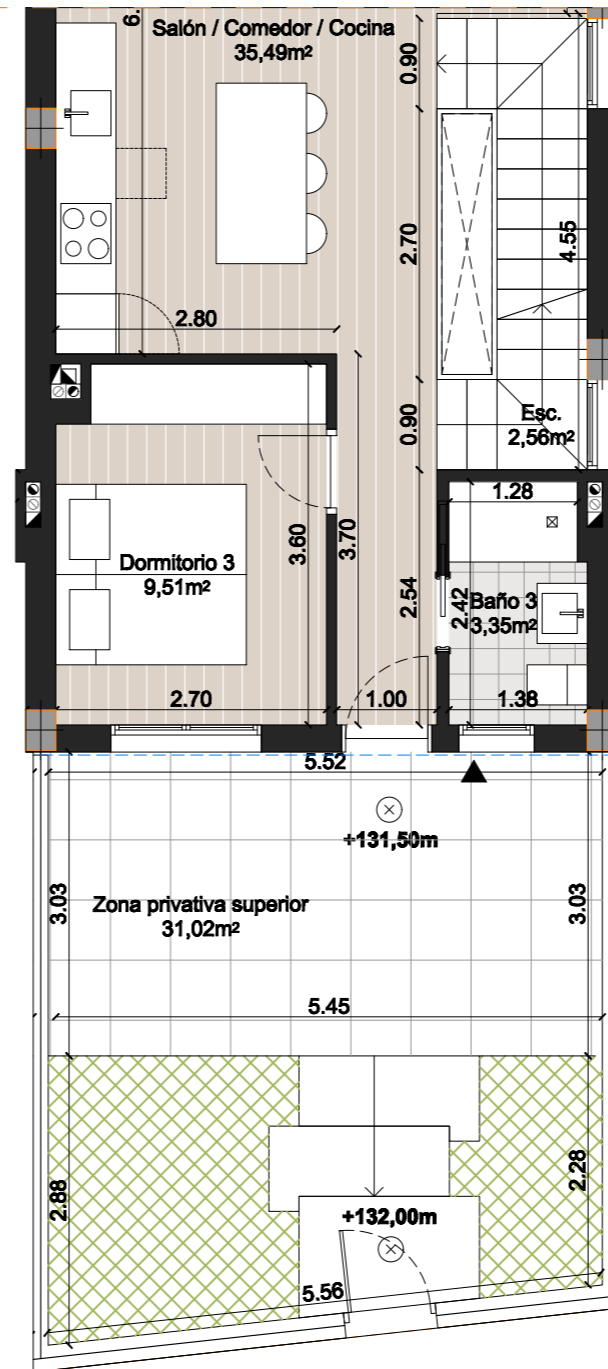 6.
Salón / Comedor / Cocina
35,49m²
0.90
2.70
4.55
2.80
0.90
Esc.
2,56m²
1.28
3.60
3.70
2.54
2.42
Dormitorio 3
9,51m²
Baño 3
3,35m²
2.70
1.00
1.38
5.52
+131,50m
3.03
Zona privativa superior
31,02m²
3.03
5.45
2.88
2.28
+132,00m
5.56